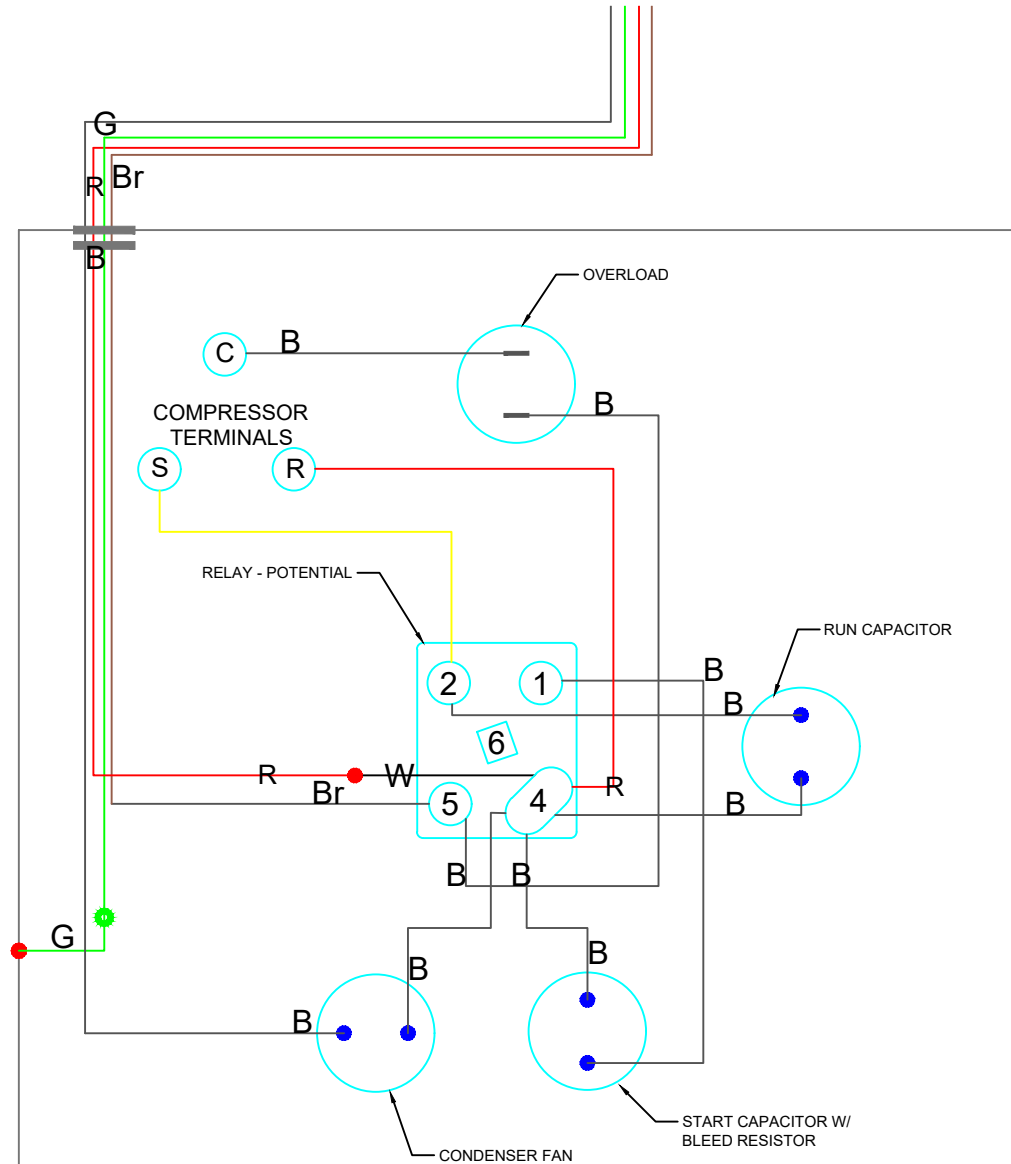 G
R
Br
B
OVERLOAD
C
B
B
COMPRESSOR
TERMINALS
S
R
RELAY - POTENTIAL
RUN CAPACITOR
2
1
B
B
6
R
W
R
Br
5
4
B
B
B
G
B
B
B
START CAPACITOR W/
BLEED RESISTOR
CONDENSER FAN